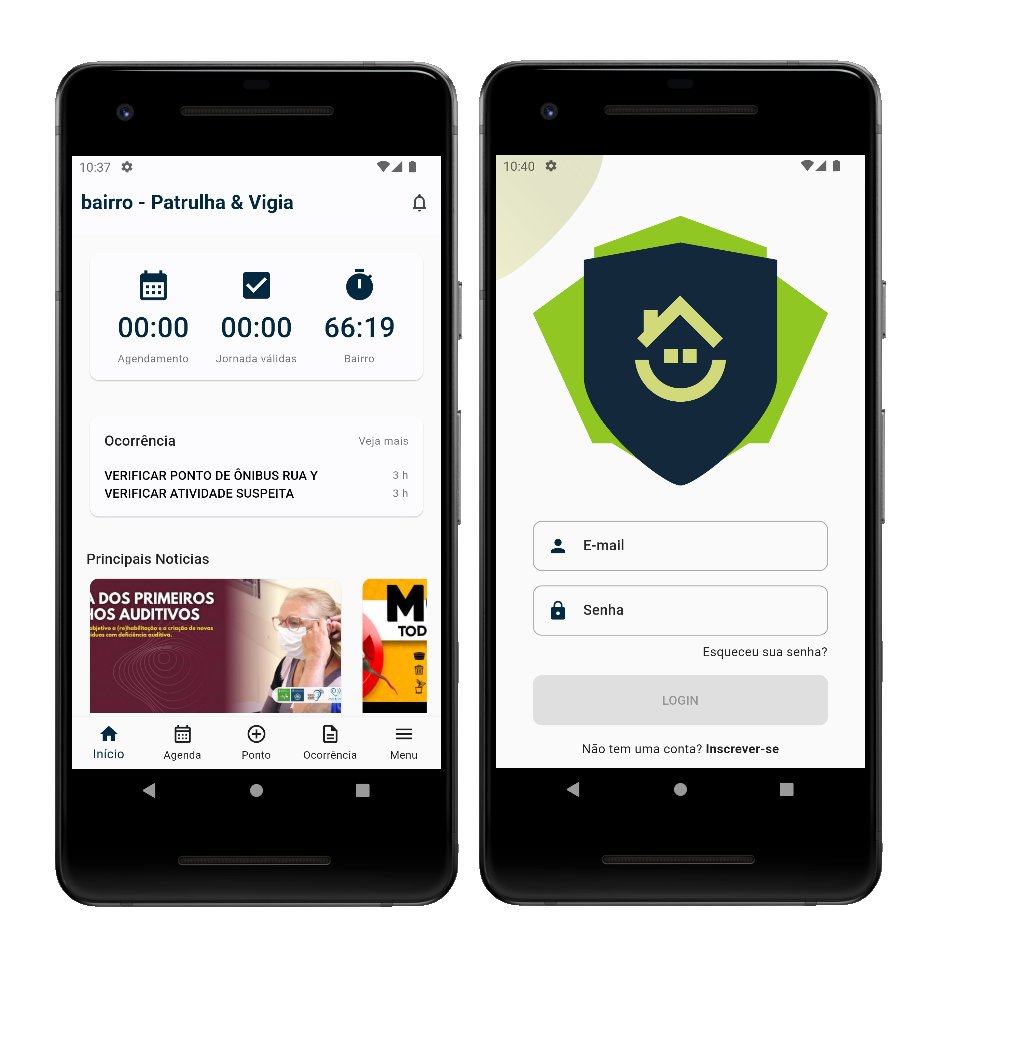 10:37
bairro - Patrulha & Vigia
00:00 00:00 66:19
Agendamento Jornada válidas Bairro
Ocorrência Veja mais
VERIFICAR PONTO DE ÔNIBUS RUA Y 3 h
VERIFICAR ATIVIDADE SUSPEITA 3 h
Principais Noticias
A DOS PRIMEIROS
HOS AUDITIVOS
objetivo a (re)habilitação e a criação de novas
com deficiência auditiva.
M
TOD
Início Agenda Ponto Ocorrência Menu
10:40
E-mail
Senha
Esqueceu sua senha?
LOGIN
Não tem uma conta? Inscrever-se